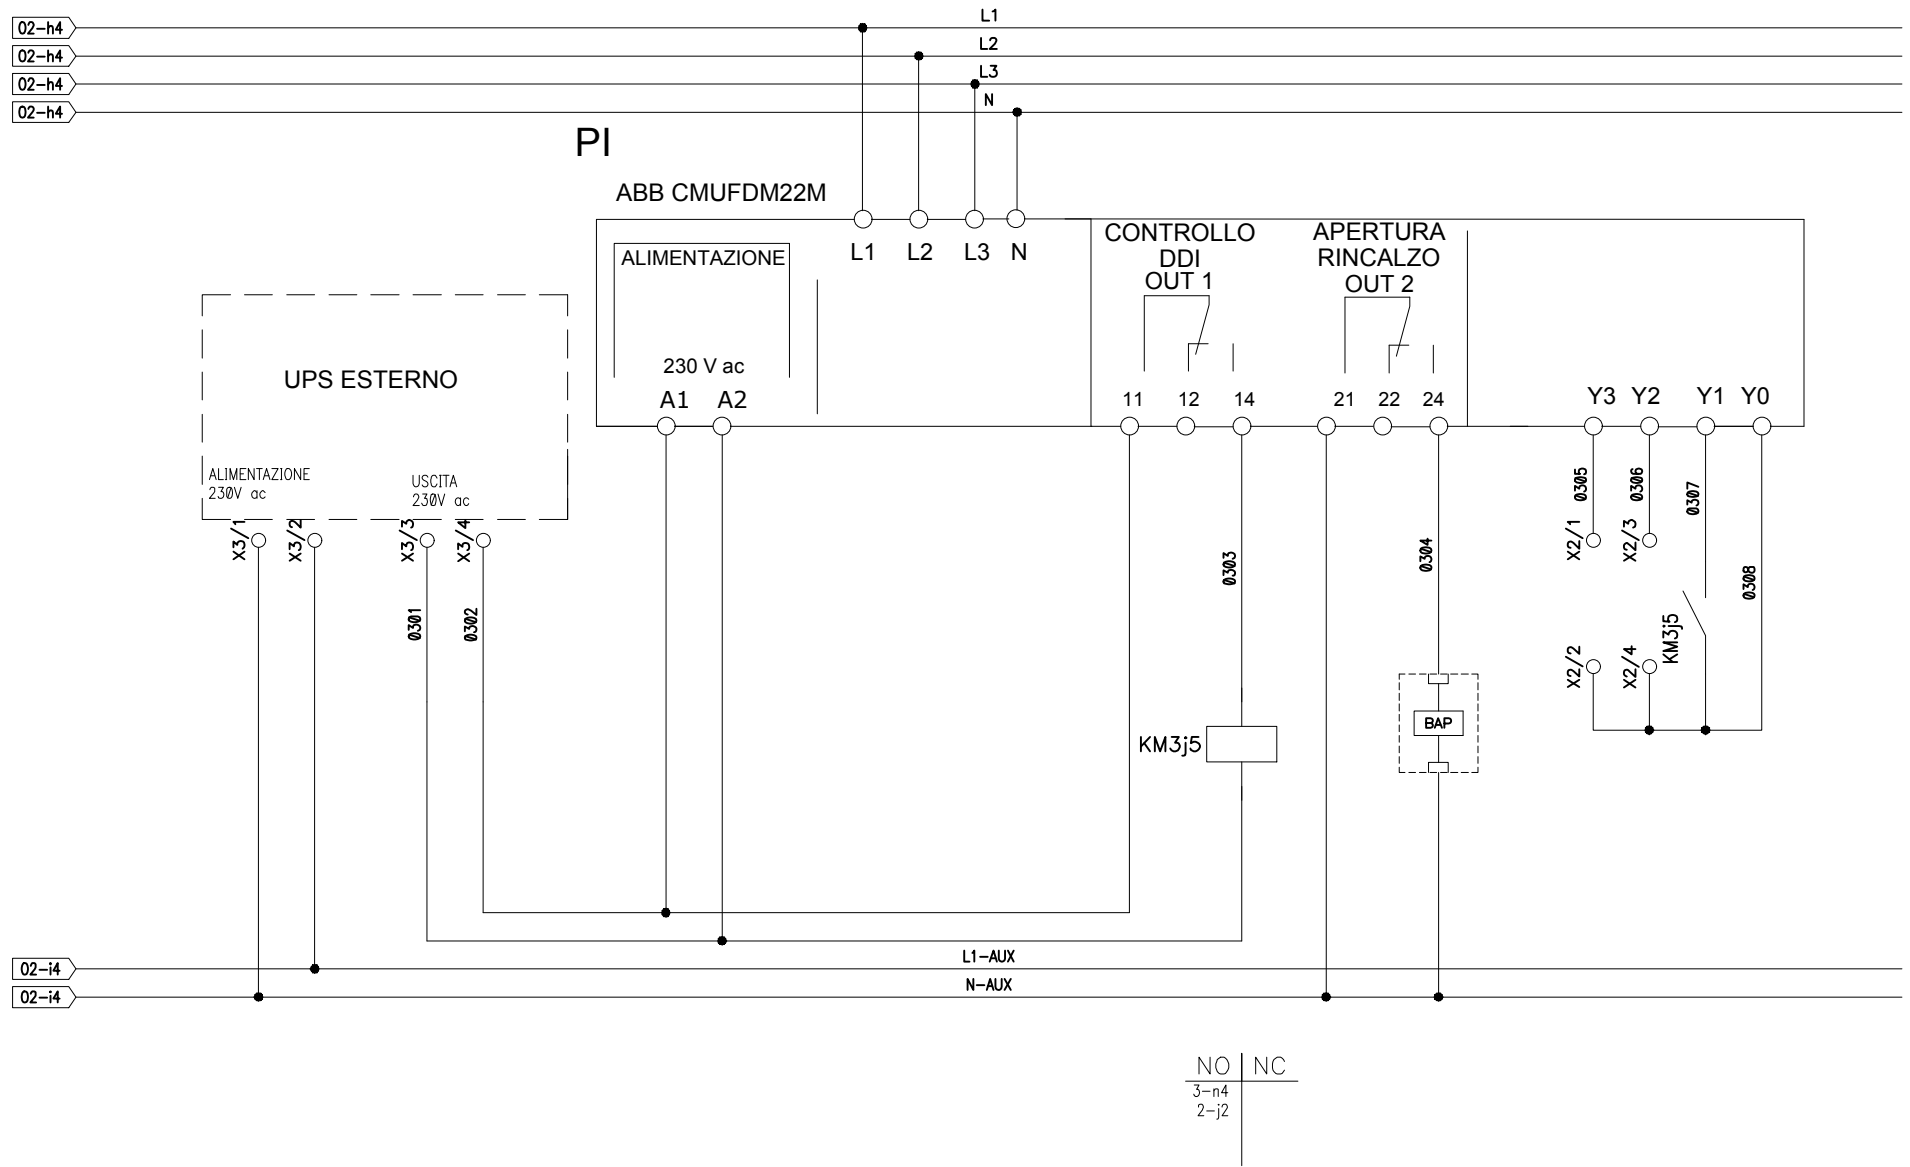 02-h4
L1
02-h4
L2
02-h4
L3
02-h4
N
PI
ABB CMUFDM22M
ALIMENTAZIONE
230 V ac
A1
A2
L1
L2
L3
N
CONTROLLO
DDI
OUT 1
APERTURA
RINCALZO
OUT 2
11
12
14
21
22
24
Y3
Y2
Y1
Y0
UPS ESTERNO
ALIMENTAZIONE
230V ac
USCITA
230V ac
X3/1
X3/2
X3/3
X3/4
0301
0302
0303
0304
0305
0306
0307
0308
X2/1
X2/3
X2/2
X2/4
KM3j5
KM3j5
BAP
02-i4
L1-AUX
02-i4
N-AUX
NO NC
3-n4
2-j2